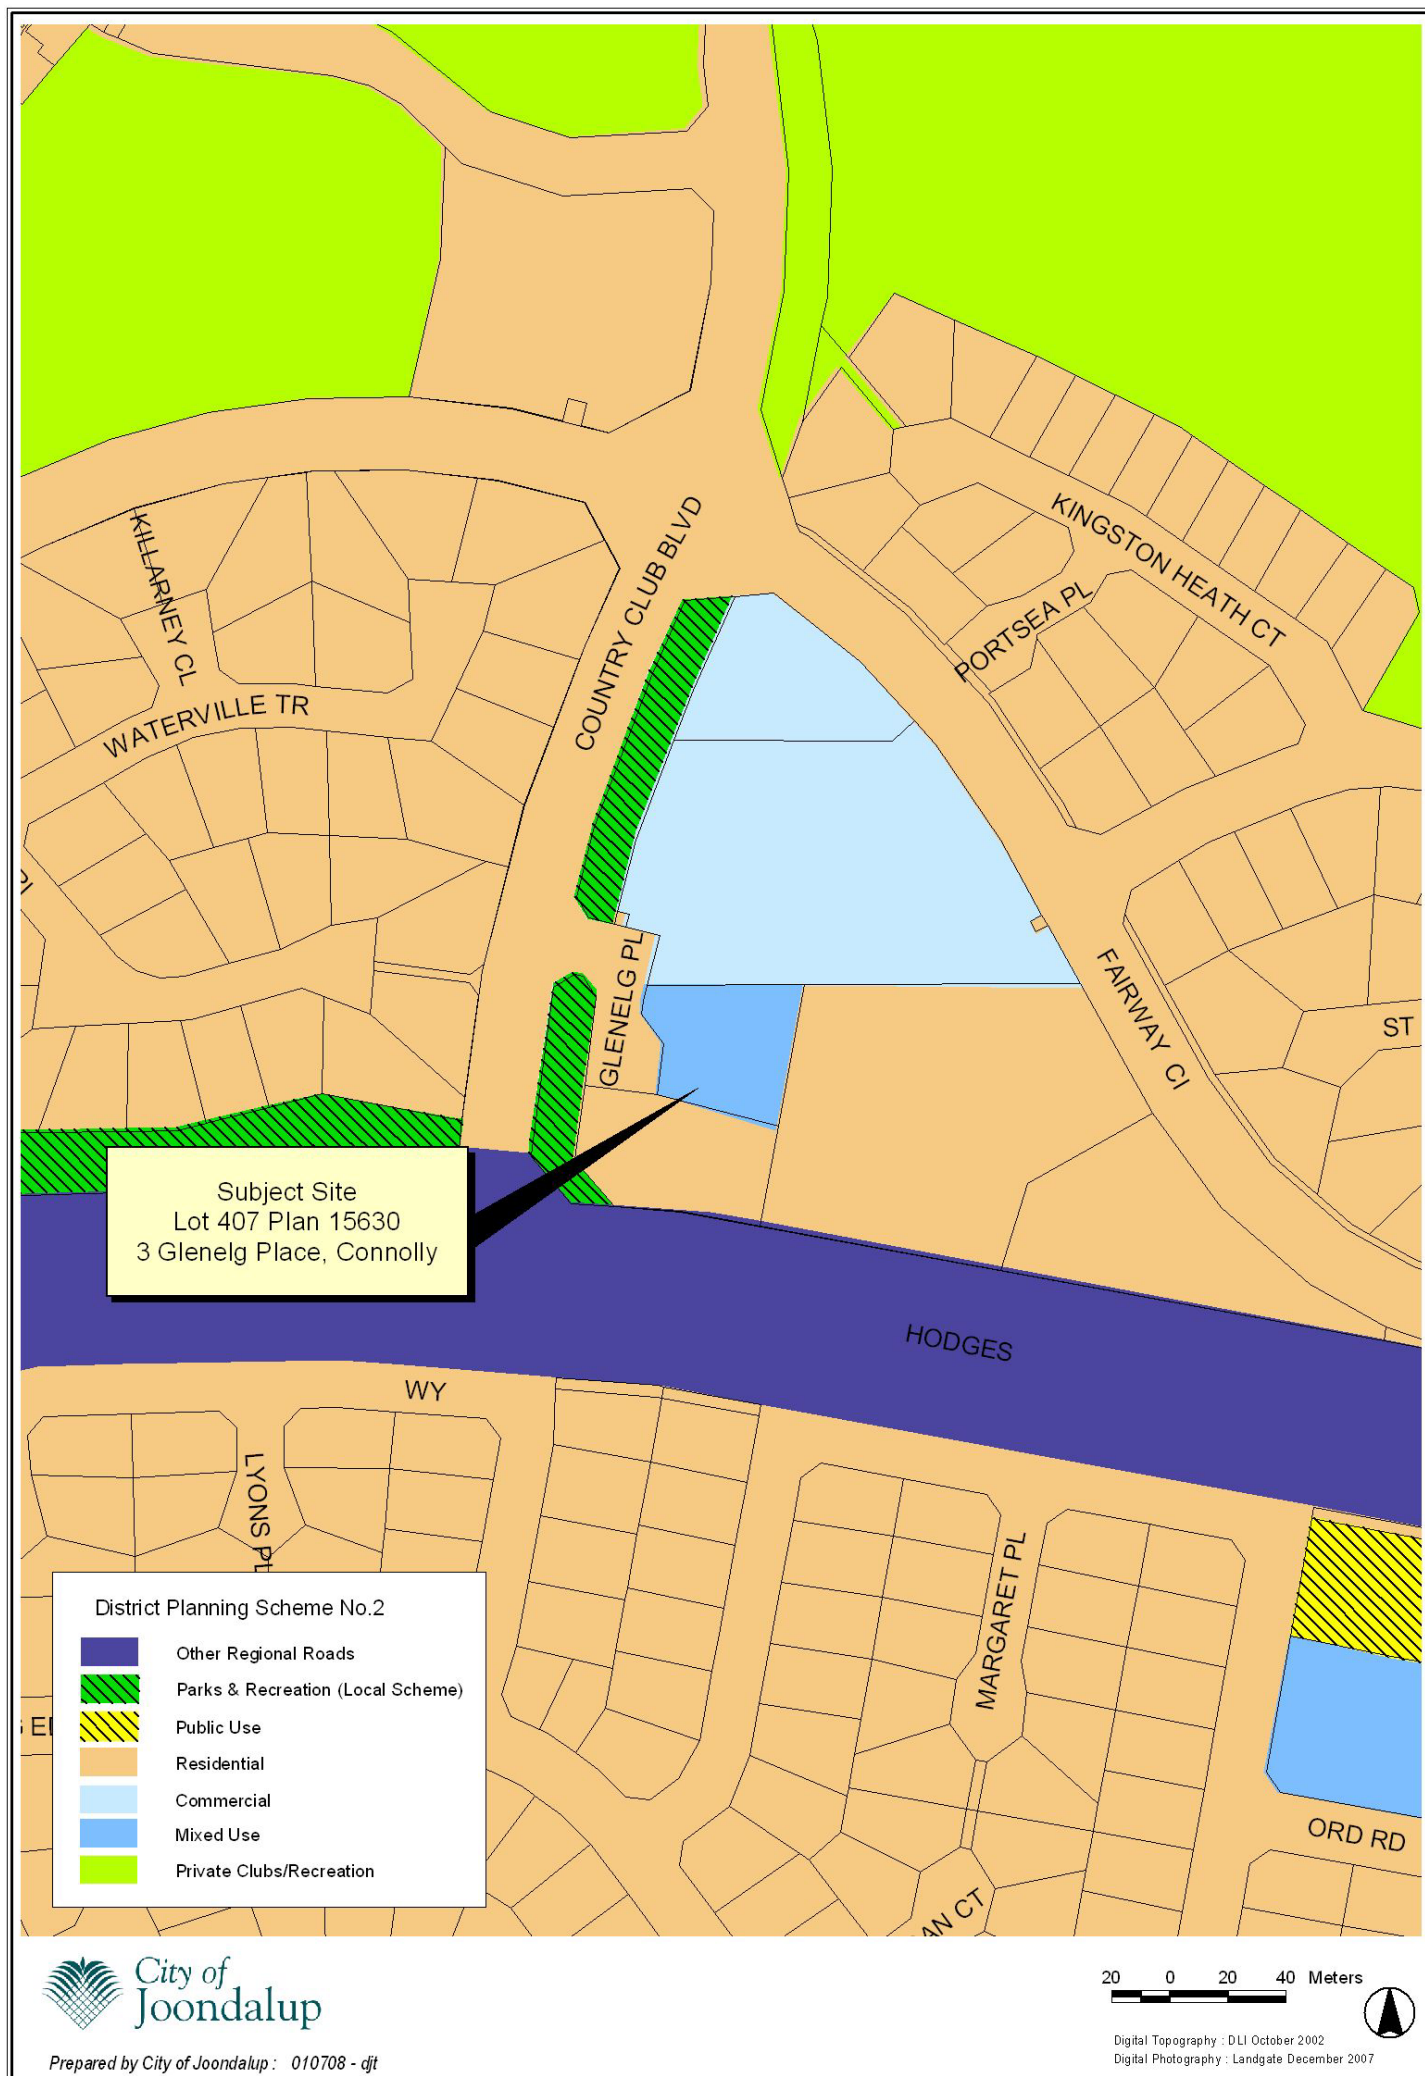 KINGSTON HEATH CT
COUNTRY CLUB BLVD
KILLARNEY CL
PORTSEA PL
WATERVILLE TR
GLENELG PL
FAIRWAY CI
ST
Subject Site
Lot 407 Plan 15630
3 Glenelg Place, Connolly
HODGES
WY
LYONS PL
MARGARET PL
ORD RD
AN CT
District Planning Scheme No.2
Other Regional Roads
Parks & Recreation (Local Scheme)
Public Use
Residential
Commercial
Mixed Use
Private Clubs/Recreation
City of
Joondalup
Prepared by City of Joondalup : 010708 - djt
20 0 20 40 Meters
Digital Topography : DLI October 2002
Digital Photography : Landgate December 2007